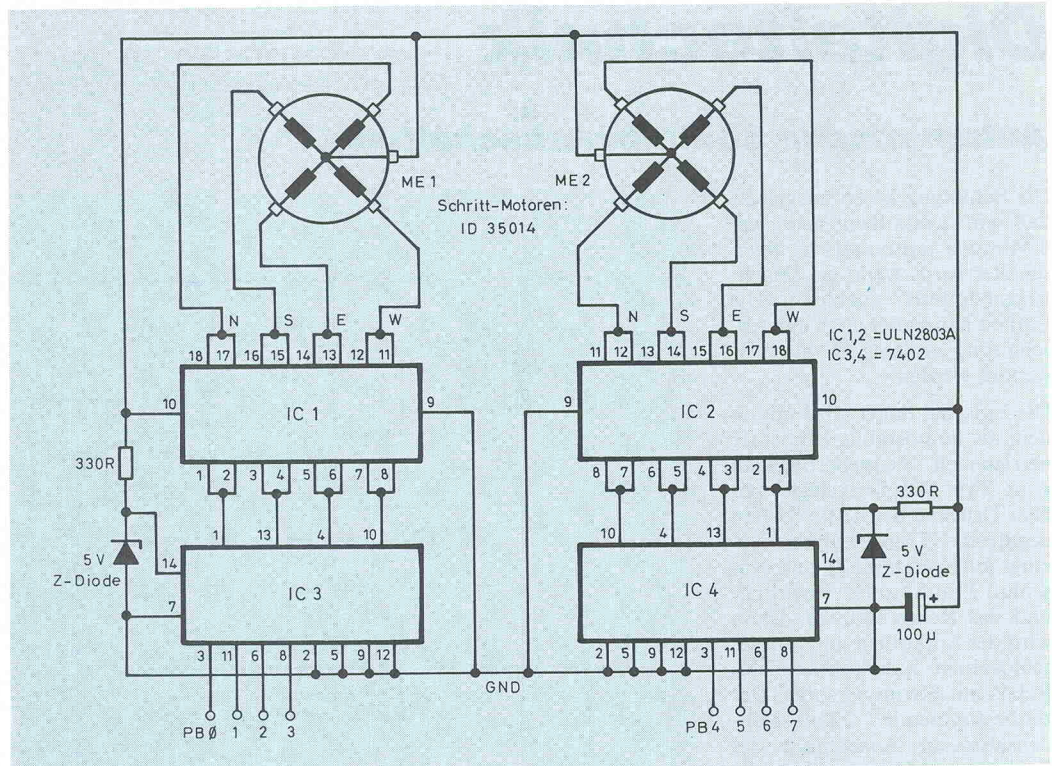 ME 1
ME 2
Schritt-Motoren:
ID 35014
N S E W
N S E W
18 17 16 15 14 13 12 11
11 12 13 14 15 16 17 18
IC 1,2 = ULN2803A
IC 3,4 = 7402
10 IC 1 9
9 IC 2 10
1 2 3 4 5 6 7 8
8 7 6 5 4 3 2 1
330R
330R
1 13 4 10
10 4 13 1
5 V
Z-Diode
14
7
IC 3
IC 4
14
7
5 V
Z-Diode
+
100 µ
3 11 6 8 2 5 9 12
2 5 9 12 3 11 6 8
GND
PBØ 1 2 3
PB4 5 6 7